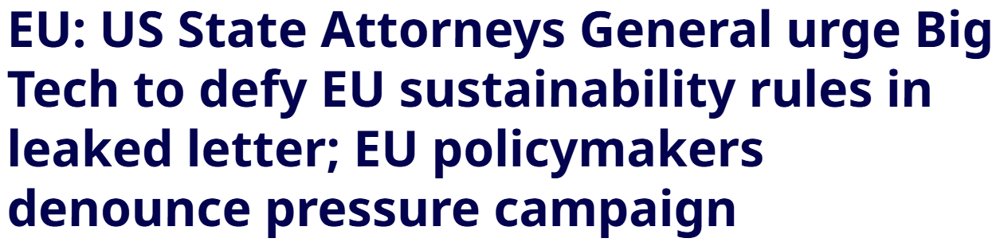 EU: US State Attorneys General urge Big
Tech to defy EU sustainability rules in
leaked letter; EU policymakers
denounce pressure campaign